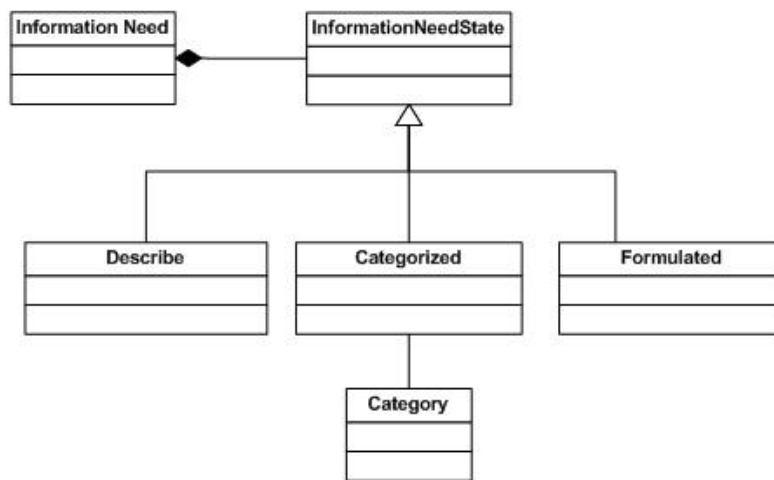 Information Need
InformationNeedState
Describe
Categorized
Formulated
Category